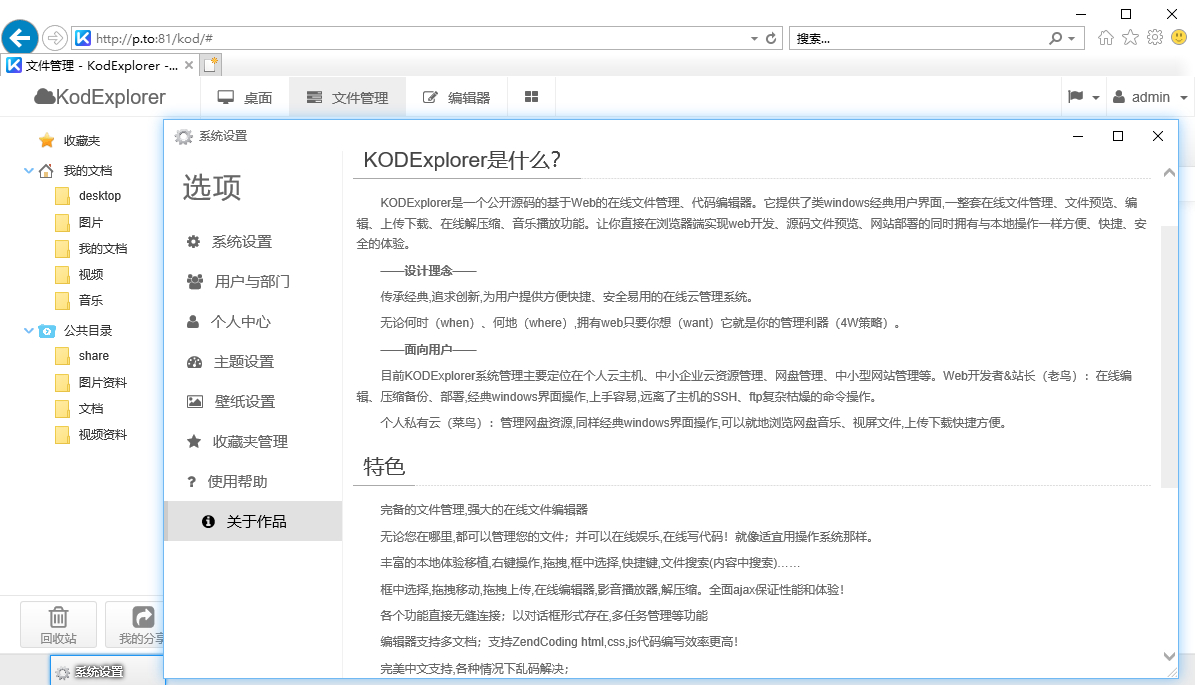 http://p.to:81/kod/#
搜索...
文件管理 - KodExplorer -...
KodExplorer
桌面
文件管理
编辑器
admin
收藏夹
我的文档
desktop
图片
我的文档
视频
音乐
公共目录
share
图片资料
文档
视频资料
回收站
我的分享
系统设置
系统设置
选项
系统设置
用户与部门
个人中心
主题设置
壁纸设置
收藏夹管理
使用帮助
关于作品
KODExplorer是什么?
KODExplorer是一个公开源码的基于Web的在线文件管理、代码编辑器。它提供了类windows经典用户界面,一整套在线文件管理、文件预览、编
辑、上传下载、在线解压缩、音乐播放功能。让你直接在浏览器端实现web开发、源码文件预览、网站部署的同时拥有与本地操作一样方便、快捷、安
全的体验。
——设计理念——
传承经典,追求创新,为用户提供方便快捷、安全易用的在线云管理系统。
无论何时（when）、何地（where）,拥有web只要你想（want）它就是你的管理利器（4W策略）。
——面向用户——
目前KODExplorer系统管理主要定位在个人云主机、中小企业云资源管理、网盘管理、中小型网站管理等。Web开发者&站长（老鸟）：在线编
辑、压缩备份、部署,经典windows界面操作,上手容易,远离了主机的SSH、ftp复杂枯燥的命令操作。
个人私有云（菜鸟）：管理网盘资源,同样经典windows界面操作,可以就地浏览网盘音乐、视屏文件,上传下载快捷方便。
特色
完备的文件管理,强大的在线文件编辑器
无论您在哪里,都可以管理您的文件；并可以在线娱乐,在线写代码！就像适宜用操作系统那样。
丰富的本地体验移植,右键操作,拖拽,框中选择,快捷键,文件搜索(内容中搜索)……
框中选择,拖拽移动,拖拽上传,在线编辑器,影音播放器,解压缩。全面ajax保证性能和体验！
各个功能直接无缝连接；以对话框形式存在,多任务管理等功能
编辑器支持多文档；支持ZendCoding html,css,js代码编写效率更高！
完美中文支持,各种情况下乱码解决；